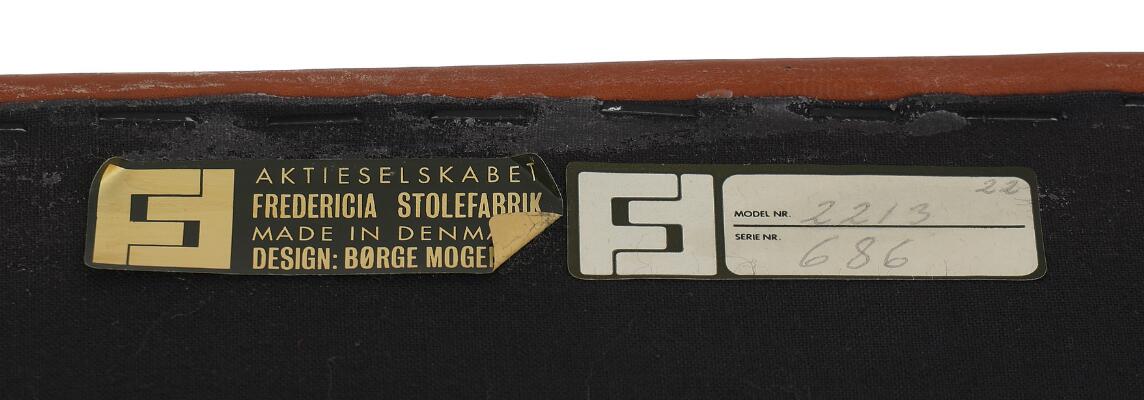 AKTIESELSKABET
FREDERICIA STOLEFABRIK
MADE IN DENMA
DESIGN: BØRGE MOGE
22
MODEL NR. 2213
SERIE NR. 686